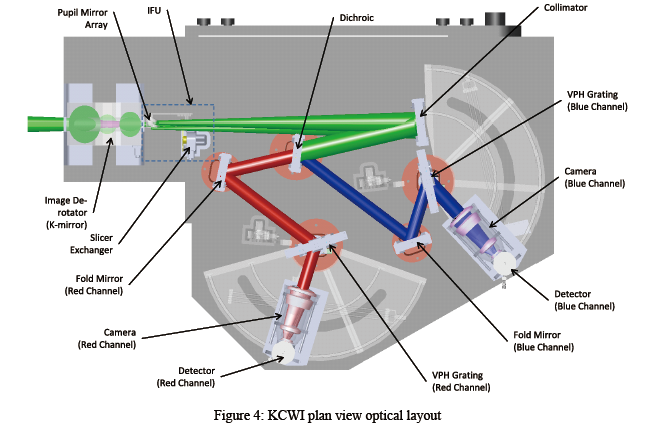 Pupil Mirror
Array
IFU
Dichroic
Collimator
VPH Grating
(Blue Channel)
Camera
(Blue Channel)
Image De-
rotator
(K-mirror)
Slicer
Exchanger
Fold Mirror
(Red Channel)
Detector
(Blue Channel)
Camera
(Red Channel)
Fold Mirror
(Blue Channel)
Detector
(Red Channel)
VPH Grating
(Red Channel)
Figure 4: KCWI plan view optical layout